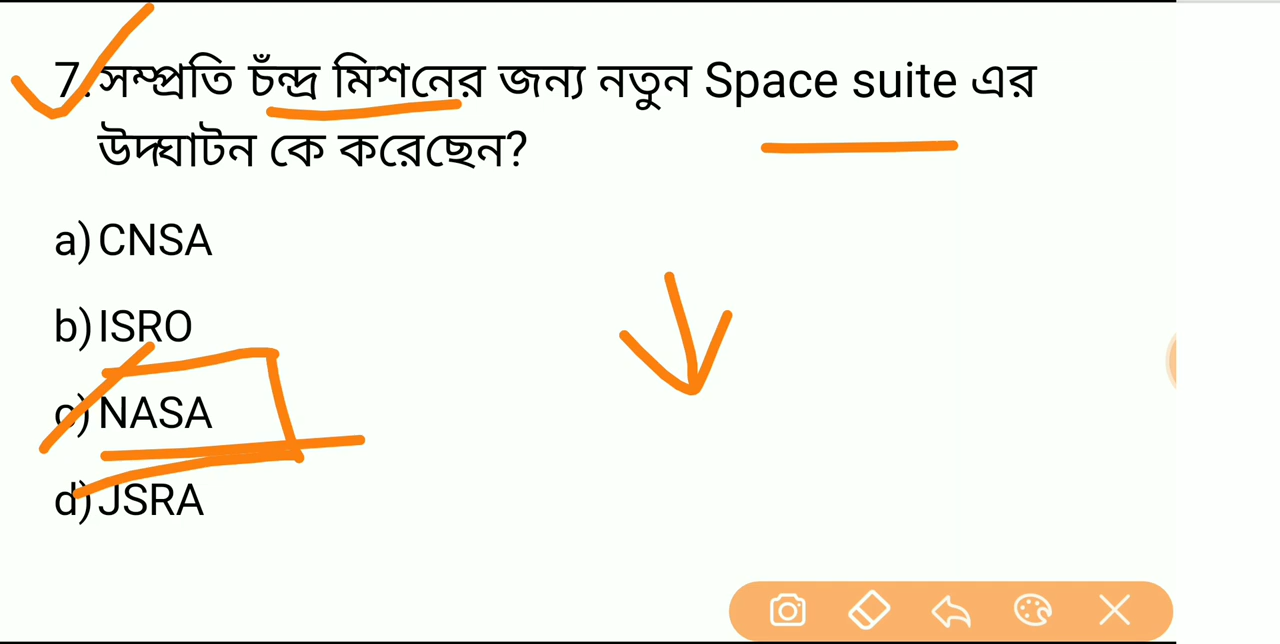 7. সম্প্রতি চঁন্দ্র মিশনের জন্য নতুন Space suite এর
উদ্ঘাটন কে করেছেন?
a) CNSA
b) ISRO
c) NASA
d) JSRA